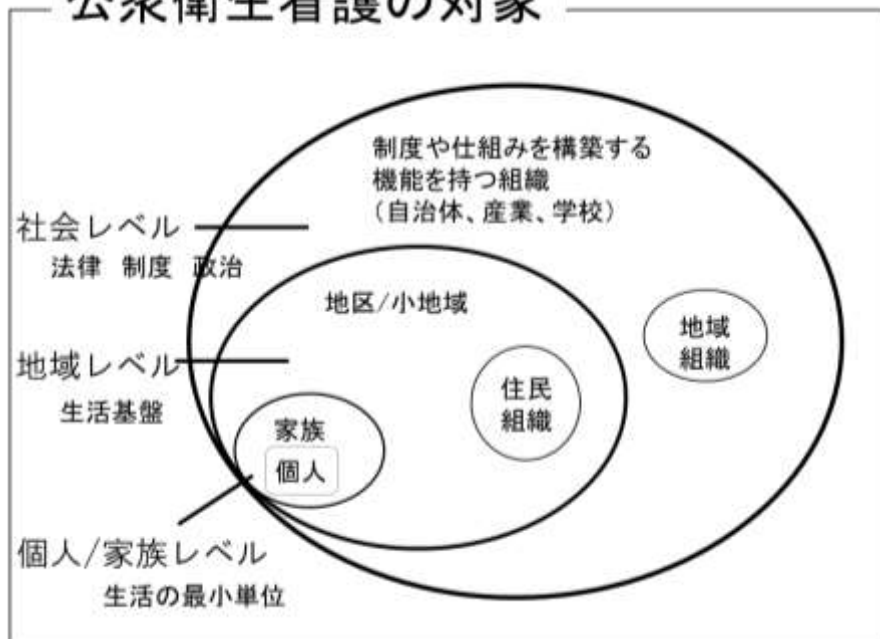 公衆衛生看護の対象
制度や仕組みを構築する
機能を持つ組織
（自治体、産業、学校）
社会レベル
法律 制度 政治
地区/小地域
地域
組織
地域レベル
生活基盤
住民
組織
家族
個人
個人/家族レベル
生活の最小単位